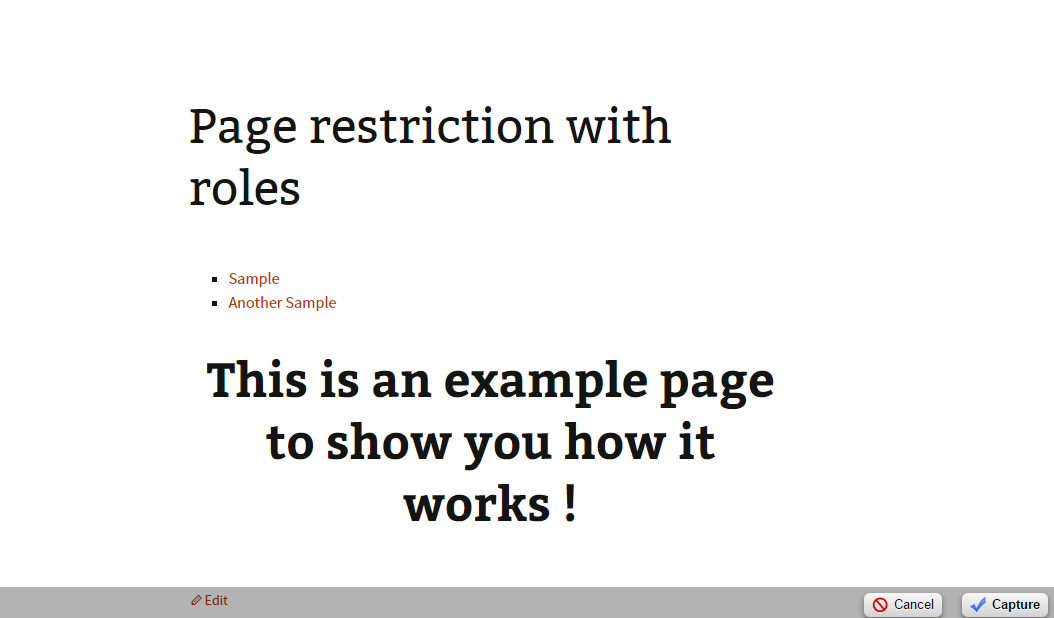 Page restriction with
roles
Sample
Another Sample
This is an example page
to show you how it
works !
Edit
Cancel
Capture